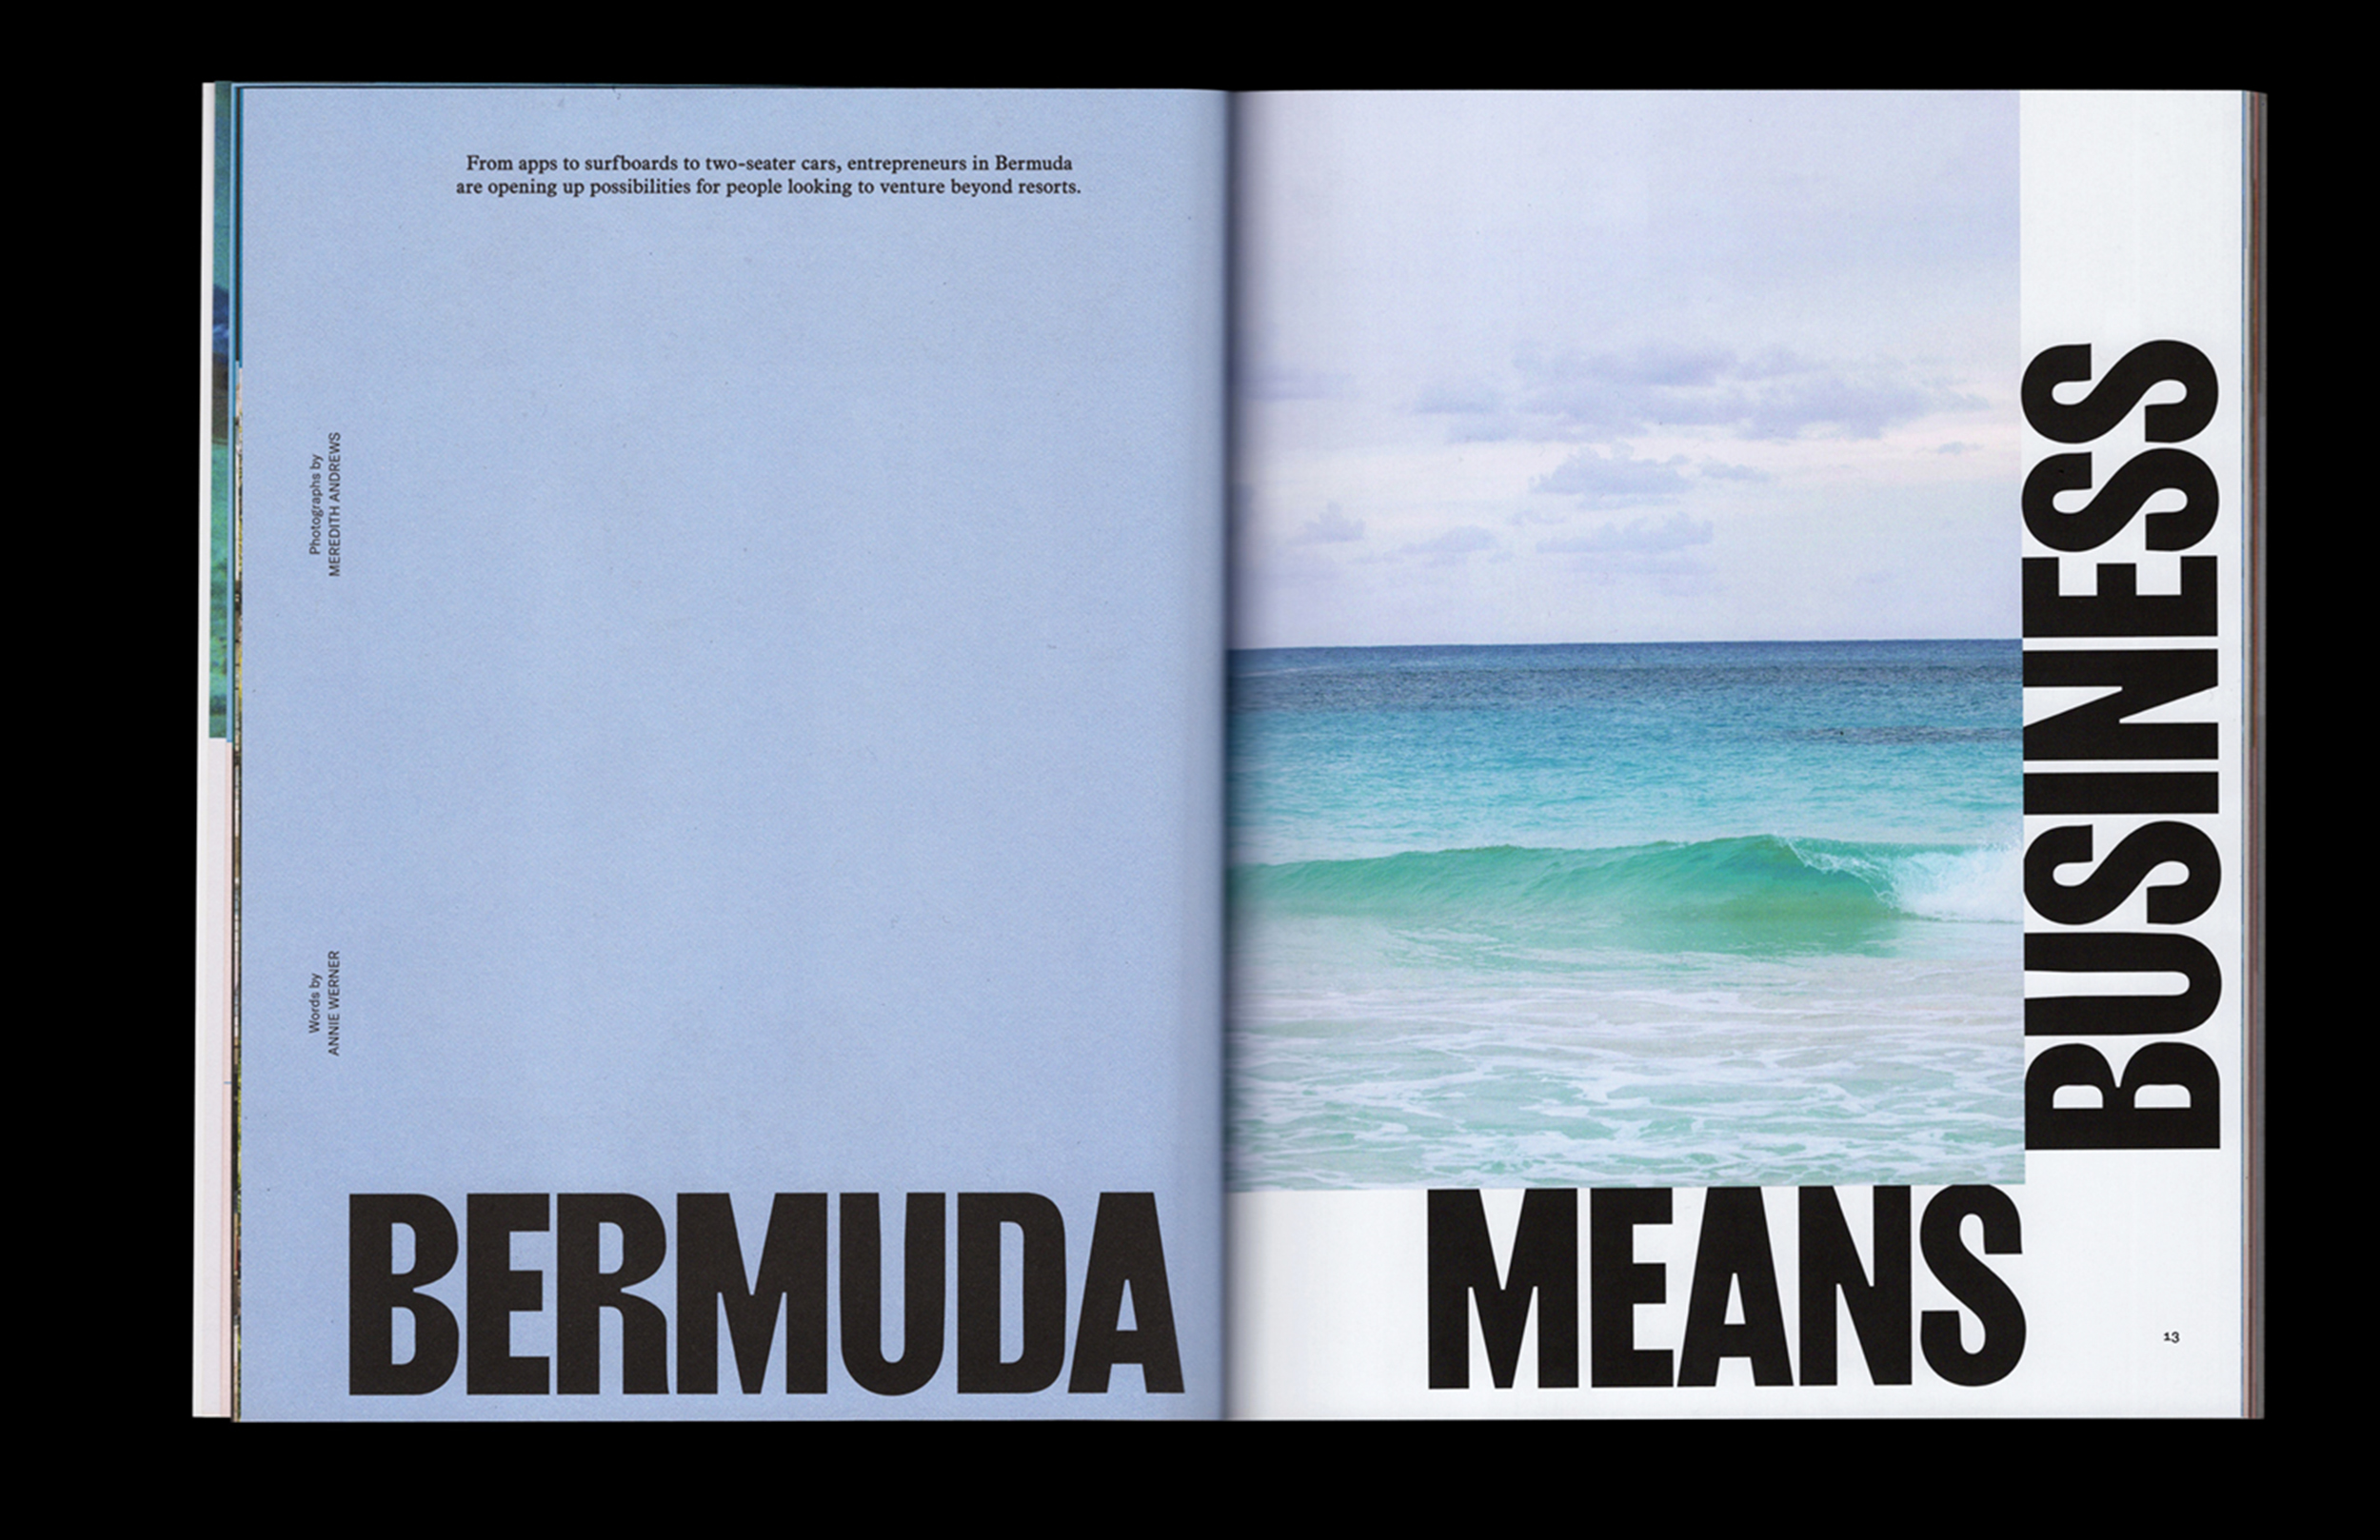 From apps to surfboards to two-seater cars, entrepreneurs in Bermuda
are opening up possibilities for people looking to venture beyond resorts.
Photographs by
MEREDITH ANDREWS
Words by
ANNIE WERNER
BERMUDA
MEANS
BUSINESS
13